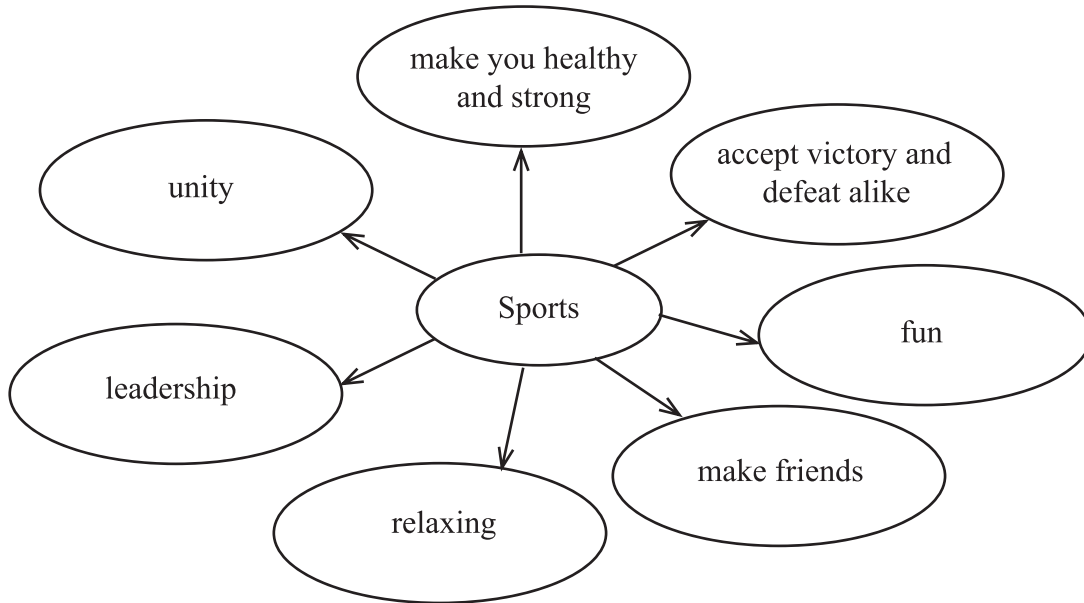 make you healthy
and strong
accept victory and
defeat alike
unity
Sports
fun
leadership
make friends
relaxing